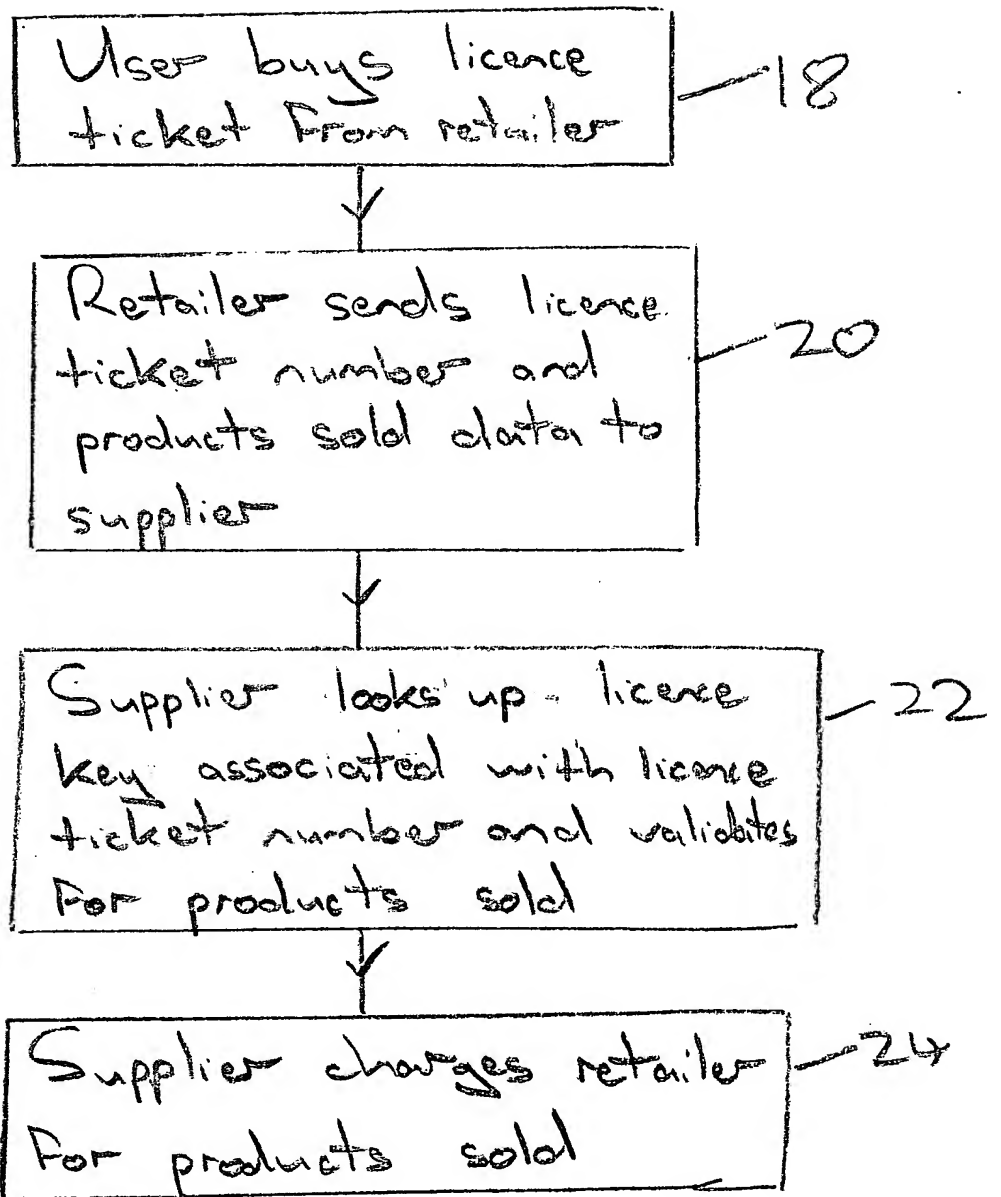 User buys licence
ticket from retailer
18
Retailer sends licence
ticket number and
products sold data to
supplier
20
Supplier looks up licence
key associated with licence
ticket number and validates
for products sold
22
Supplier charges retailer
for products sold
24